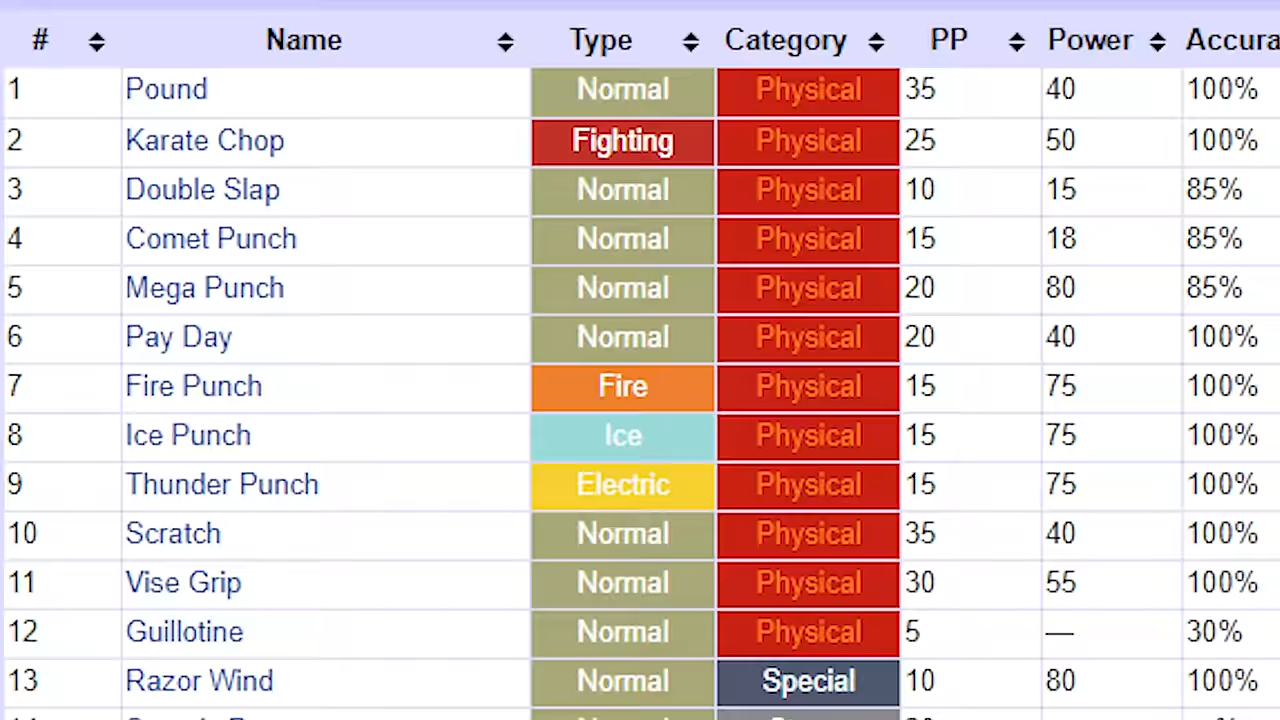 # Name Type Category PP Power Accura
1 Pound Normal Physical 35 40 100%
2 Karate Chop Fighting Physical 25 50 100%
3 Double Slap Normal Physical 10 15 85%
4 Comet Punch Normal Physical 15 18 85%
5 Mega Punch Normal Physical 20 80 85%
6 Pay Day Normal Physical 20 40 100%
7 Fire Punch Fire Physical 15 75 100%
8 Ice Punch Ice Physical 15 75 100%
9 Thunder Punch Electric Physical 15 75 100%
10 Scratch Normal Physical 35 40 100%
11 Vise Grip Normal Physical 30 55 100%
12 Guillotine Normal Physical 5 — 30%
13 Razor Wind Normal Special 10 80 100%